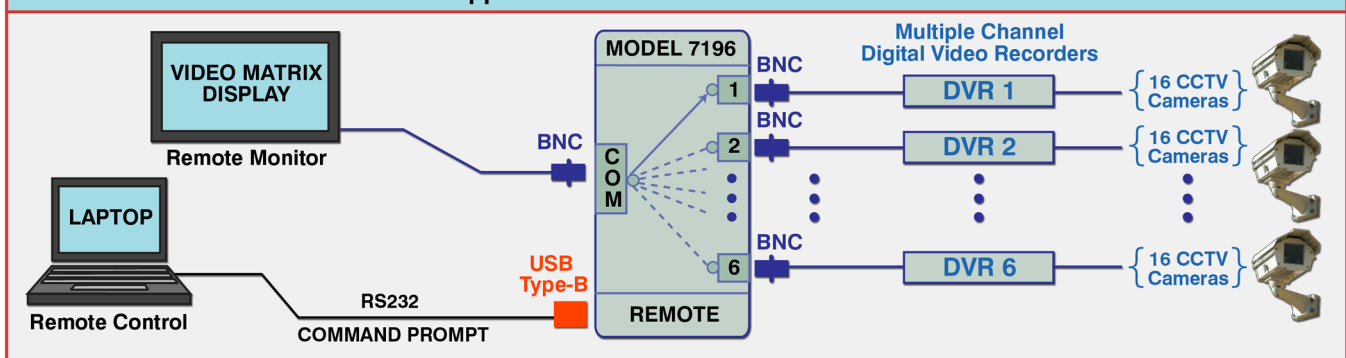 VIDEO MATRIX
DISPLAY
Remote Monitor
LAPTOP
Remote Control
RS232
COMMAND PROMPT
BNC
USB
Type-B
MODEL 7196
COM
1
2
6
REMOTE
BNC
BNC
BNC
Multiple Channel
Digital Video Recorders
DVR 1
DVR 2
DVR 6
16 CCTV
Cameras
16 CCTV
Cameras
16 CCTV
Cameras